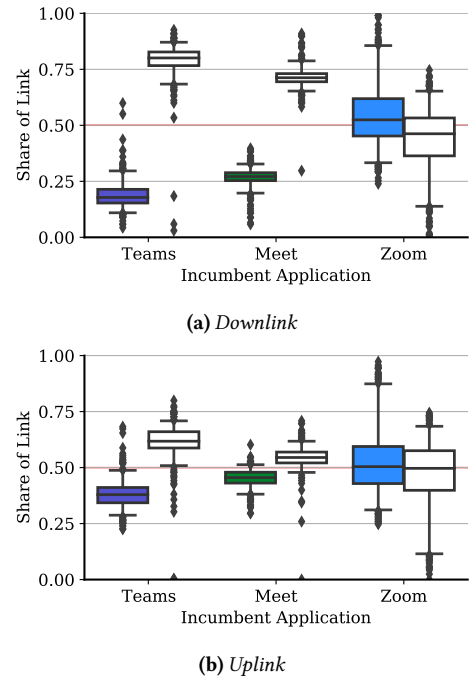 1.00
0.75
0.50
0.25
0.00
Share of Link
Teams Meet Zoom
Incumbent Application
(a) Downlink
1.00
0.75
0.50
0.25
0.00
Share of Link
Teams Meet Zoom
Incumbent Application
(b) Uplink